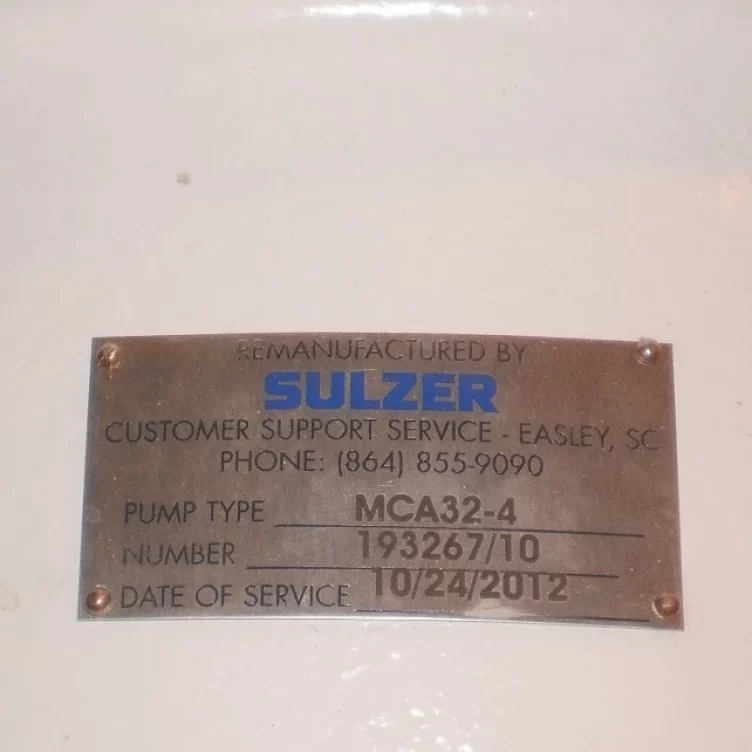 REMANUFACTURED BY
SULZER
CUSTOMER SUPPORT SERVICE - EASLEY, SC
PHONE: (864) 855-9090
PUMP TYPE MCA32-4
NUMBER 193267/10
DATE OF SERVICE 10/24/2012